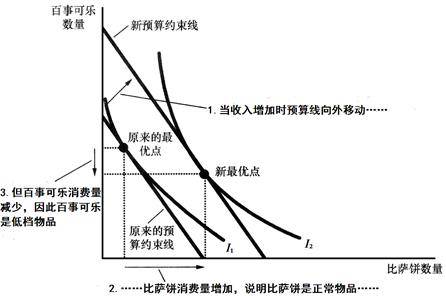 百事可乐
数量
新预算约束线
1. 当收入增加时预算线向外移动……
原来的最
优点
新最优点
3. 但百事可乐消费量
减少，因此百事可乐
是低档物品
原来的预
算约束线
I₁
I₂
比萨饼数量
2. ……比萨饼消费量增加，说明比萨饼是正常物品……